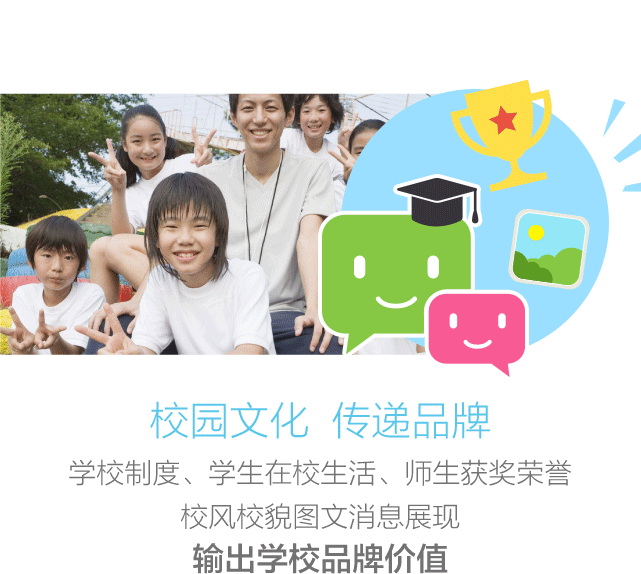 校园文化 传递品牌
学校制度、学生在校生活、师生获奖荣誉
校风校貌图文消息展现
输出学校品牌价值